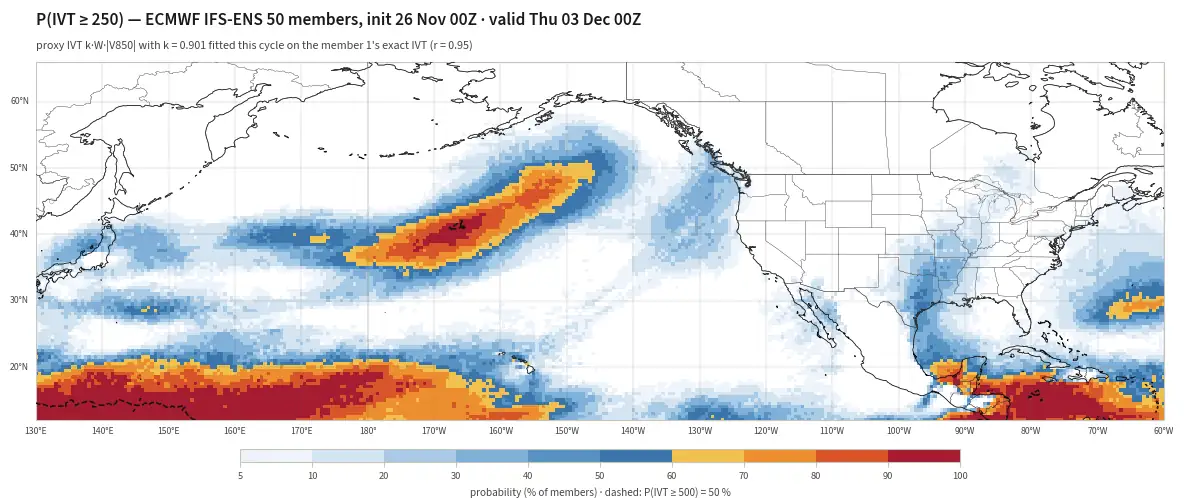 P(IVT ≥ 250) — ECMWF IFS-ENS 50 members, init 26 Nov 00Z · valid Thu 03 Dec 00Z
proxy IVT k·W·|V850| with k = 0.901 fitted this cycle on the member 1's exact IVT (r = 0.95)
60°N
50°N
40°N
30°N
20°N
130°E 140°E 150°E 160°E 170°E 180° 170°W 160°W 150°W 140°W 130°W 120°W 110°W 100°W 90°W 80°W 70°W 60°W
5 10 20 30 40 50 60 70 80 90 100
probability (% of members) · dashed: P(IVT ≥ 500) = 50 %